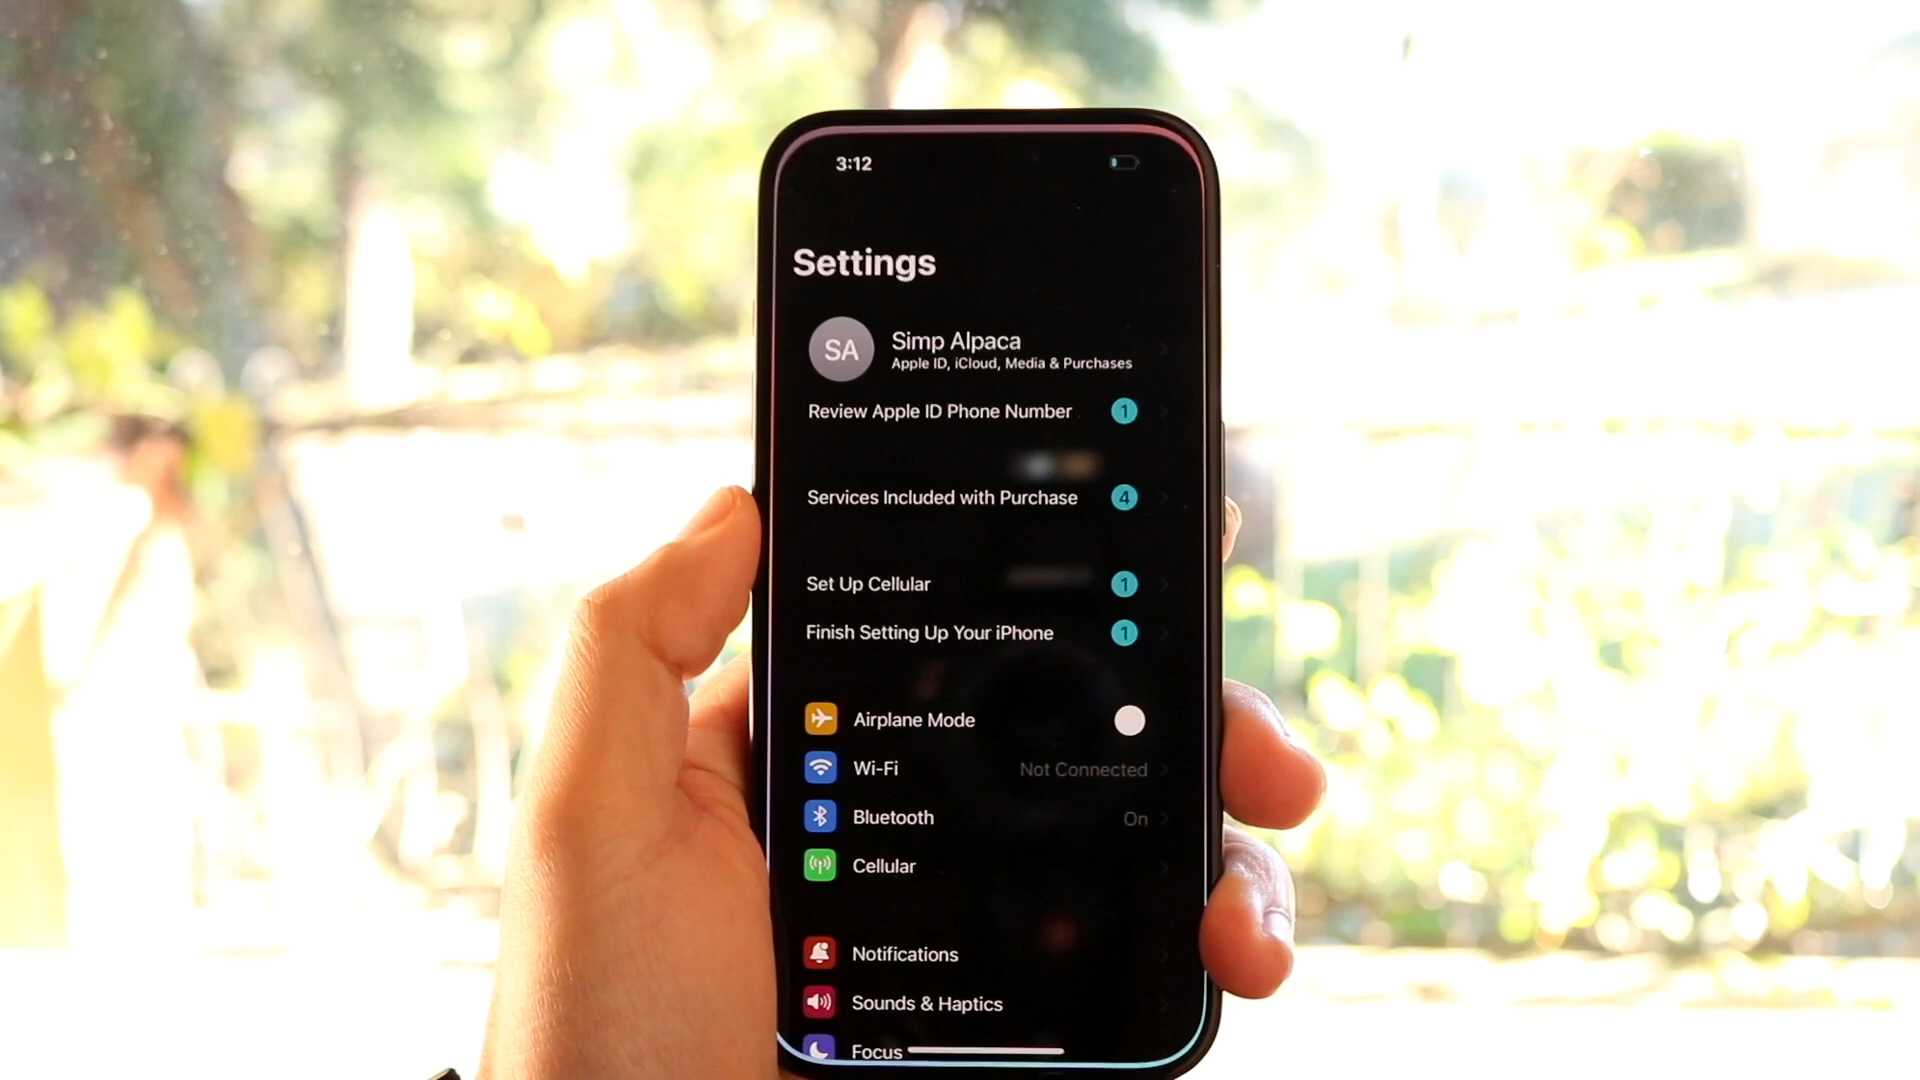 3:12
Settings
SA
Simp Alpaca
Apple ID, iCloud, Media & Purchases
Review Apple ID Phone Number 1
Services Included with Purchase 4
Set Up Cellular 1
Finish Setting Up Your iPhone 1
Airplane Mode
Wi-Fi Not Connected
Bluetooth On
Cellular
Notifications
Sounds & Haptics
Focus